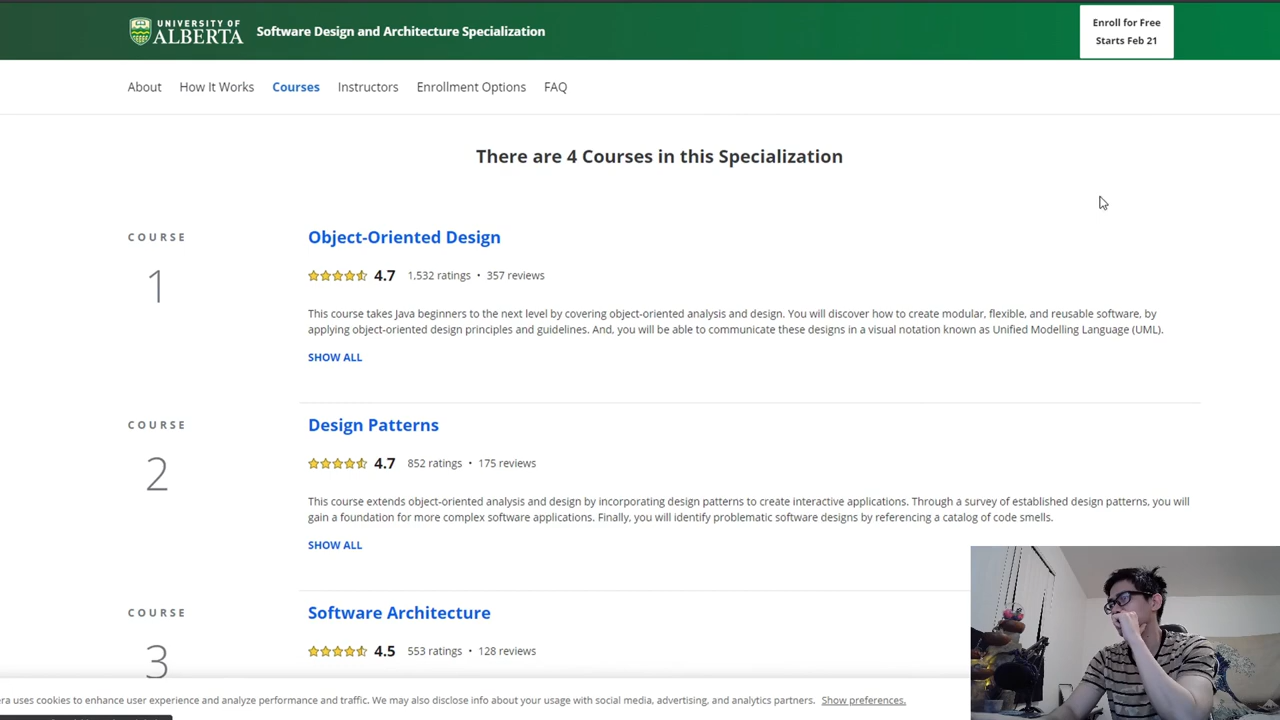 UNIVERSITY OF
ALBERTA
Software Design and Architecture Specialization
Enroll for Free
Starts Feb 21
About How It Works Courses Instructors Enrollment Options FAQ
There are 4 Courses in this Specialization
COURSE
1
Object-Oriented Design
4.7 1,532 ratings • 357 reviews
This course takes Java beginners to the next level by covering object-oriented analysis and design. You will discover how to create modular, flexible, and reusable software, by
applying object-oriented design principles and guidelines. And, you will be able to communicate these designs in a visual notation known as Unified Modelling Language (UML).
SHOW ALL
COURSE
2
Design Patterns
4.7 852 ratings • 175 reviews
This course extends object-oriented analysis and design by incorporating design patterns to create interactive applications. Through a survey of established design patterns, you will
gain a foundation for more complex software applications. Finally, you will identify problematic software designs by referencing a catalog of code smells.
SHOW ALL
COURSE
3
Software Architecture
4.5 553 ratings • 128 reviews
uses cookies to enhance user experience and analyze performance and traffic. We may also disclose info about your usage with social media, advertising, and analytics partners. Show preferences.